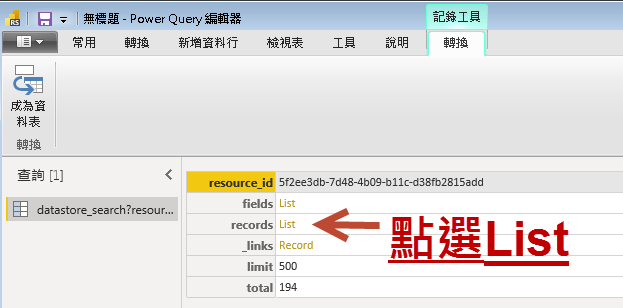 RS 無標題 - Power Query 編輯器 記錄工具
常用 轉換 新增資料行 檢視表 工具 說明 轉換
成為資
料表
轉換
查詢 [1]
datastore_search?resour...
resource_id 5f2ee3db-7d48-4b09-b11c-d38fb2815add
fields List
records List
_links Record
limit 500
total 194
點選List